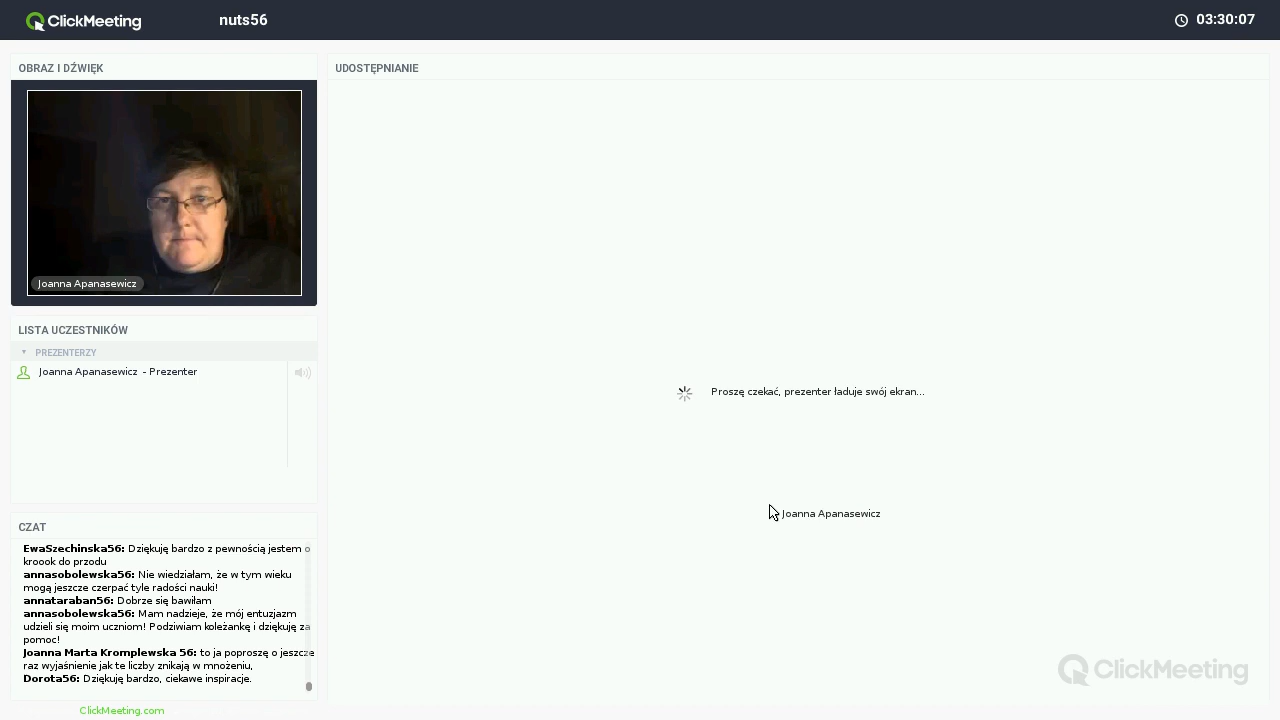 ClickMeeting
nuts56
03:30:07
OBRAZ I DŹWIĘK
Joanna Apanasewicz
LISTA UCZESTNIKÓW
PREZENTERZY
Joanna Apanasewicz - Prezenter
CZAT
EwaSzechinska56: Dziękuję bardzo z pewnością jestem o
kroook do przodu
annasobolewska56: Nie wiedziałam, że w tym wieku
mogą jeszcze czerpać tyle radości nauki!
annataraban56: Dobrze się bawiłam
annasobolewska56: Mam nadzieje, że mój entuzjazm
udzieli się moim uczniom! Podziwiam koleżankę i dziękuję za
pomoc!
Joanna Marta Kromplewska 56: to ja poproszę o jeszcze
raz wyjaśnienie jak te liczby znikają w mnożeniu,
Dorota56: Dziękuję bardzo, ciekawe inspiracje.
ClickMeeting.com
UDOSTĘPNIANIE
Proszę czekać, prezenter ładuje swój ekran...
Joanna Apanasewicz
ClickMeeting